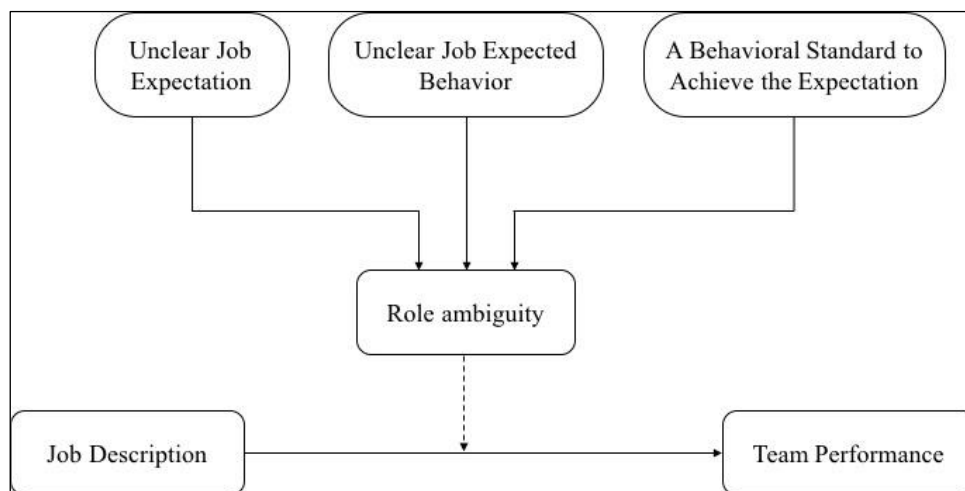 Unclear Job
Expectation
Unclear Job Expected
Behavior
A Behavioral Standard to
Achieve the Expectation
Role ambiguity
Job Description
Team Performance